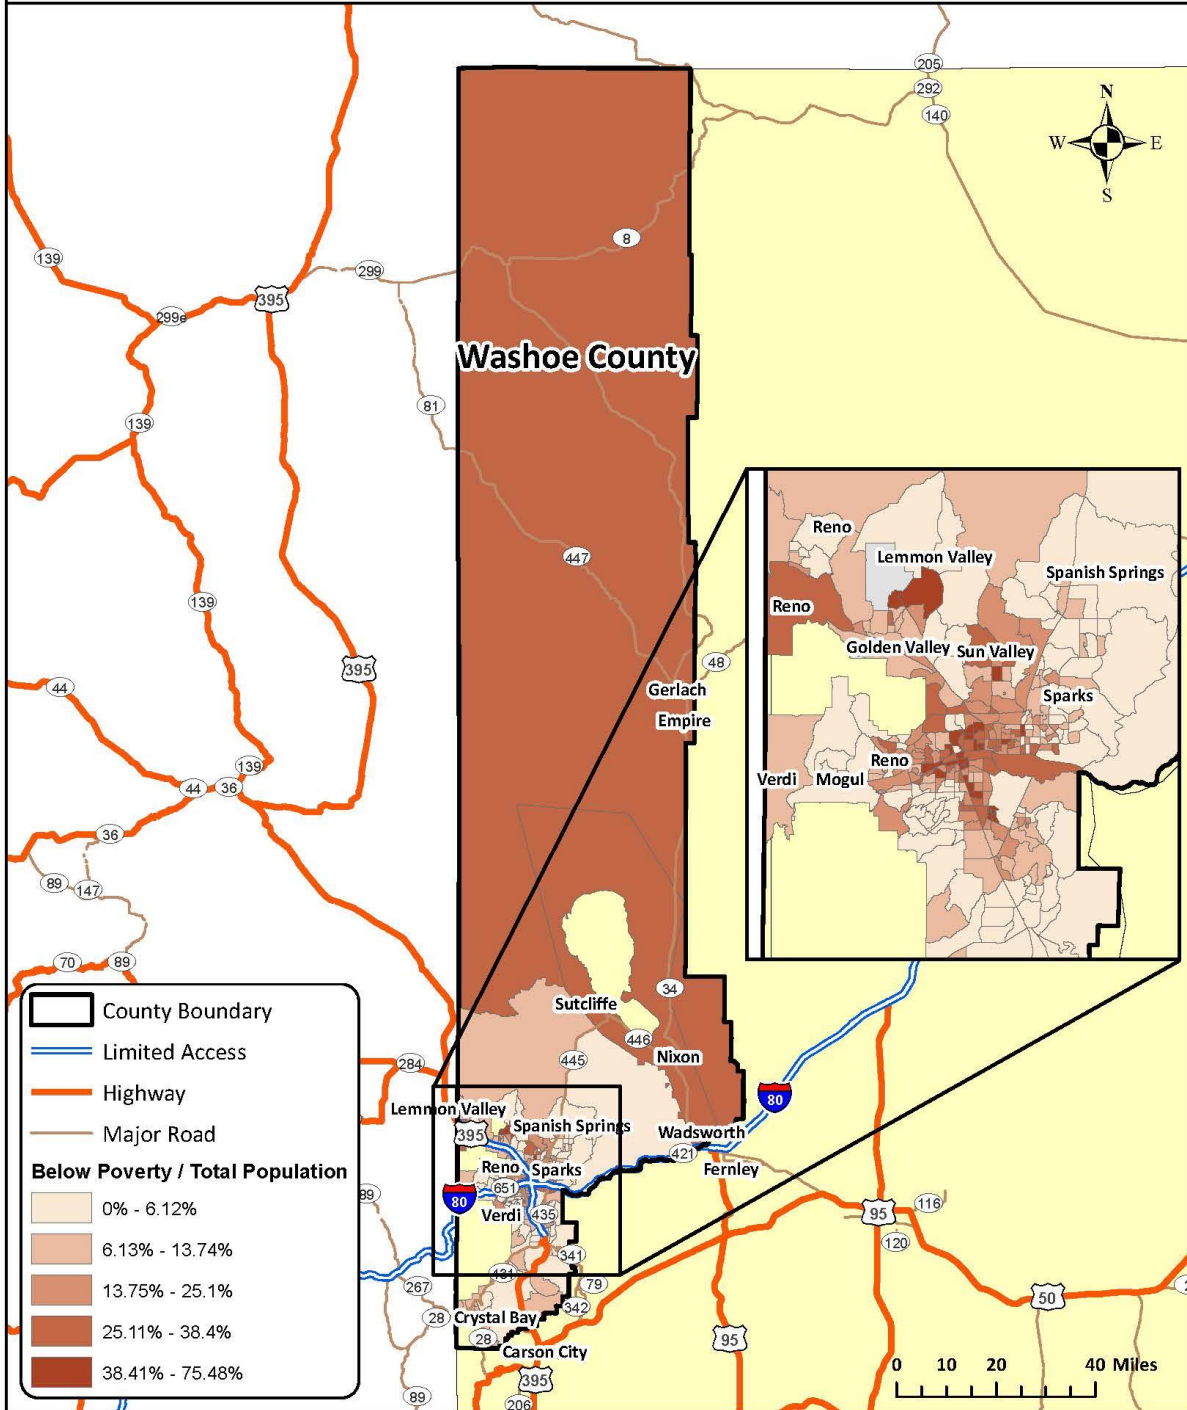 205
292
140
N
W E
S
8
139
299
395
299e
Washoe County
81
139
447
Reno
Lemmon Valley
Spanish Springs
139
Reno
Golden Valley
Sun Valley
48
395
44
Gerlach
Sparks
Empire
Reno
139
44
36
Verdi
Mogul
36
89
147
70
89
34
Sutcliffe
446
Nixon
445
284
Lemmon Valley
80
395
Spanish Springs
Wadsworth
421
Reno
Sparks
Fernley
651
89
80
Verdi
435
95
116
120
341
431
267
79
50
342
28
Crystal Bay
28
95
Carson City
395
89
206
County Boundary
Limited Access
Highway
Major Road
Below Poverty / Total Population
0% - 6.12%
6.13% - 13.74%
13.75% - 25.1%
25.11% - 38.4%
38.41% - 75.48%
0 10 20 40 Miles